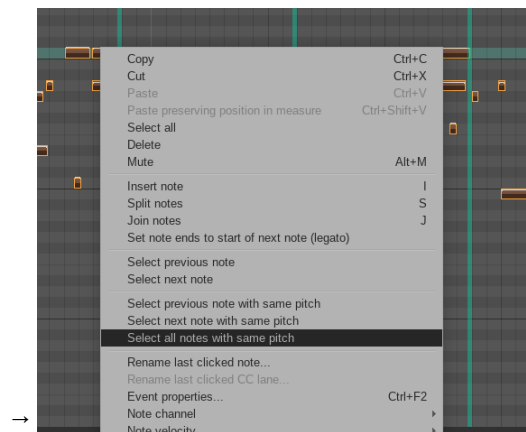 Copy Ctrl+C
Cut Ctrl+X
Paste Ctrl+V
Paste preserving position in measure Ctrl+Shift+V
Select all
Delete
Mute Alt+M
Insert note I
Split notes S
Join notes J
Set note ends to start of next note (legato)
Select previous note
Select next note
Select previous note with same pitch
Select next note with same pitch
Select all notes with same pitch
Rename last clicked note...
Rename last clicked CC lane...
Event properties... Ctrl+F2
→ Note channel
Note velocity